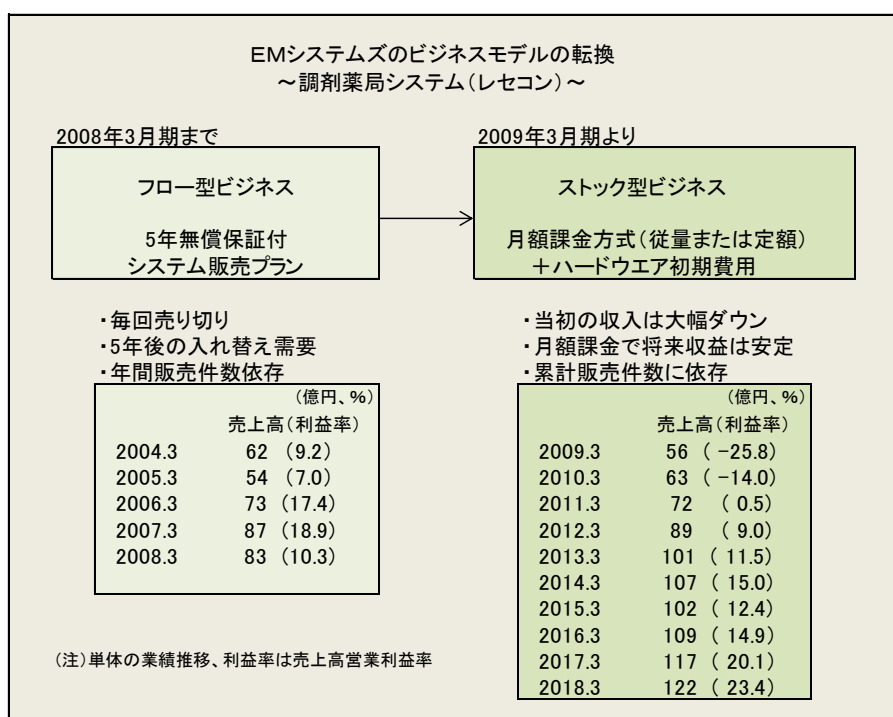 EMシステムズのビジネスモデルの転換
～調剤薬局システム(レセコン)～
2008年3月期まで
フロー型ビジネス
5年無償保証付
システム販売プラン
・毎回売り切り
・5年後の入れ替え需要
・年間販売件数依存
(億円、%)
売上高(利益率)
2004.3 62 (9.2)
2005.3 54 (7.0)
2006.3 73 (17.4)
2007.3 87 (18.9)
2008.3 83 (10.3)
(注)単体の業績推移、利益率は売上高営業利益率
2009年3月期より
ストック型ビジネス
月額課金方式(従量または定額)
＋ハードウエア初期費用
・当初の収入は大幅ダウン
・月額課金で将来収益は安定
・累計販売件数に依存
(億円、%)
売上高(利益率)
2009.3 56 ( -25.8)
2010.3 63 ( -14.0)
2011.3 72 ( 0.5)
2012.3 89 ( 9.0)
2013.3 101 ( 11.5)
2014.3 107 ( 15.0)
2015.3 102 ( 12.4)
2016.3 109 ( 14.9)
2017.3 117 ( 20.1)
2018.3 122 ( 23.4)